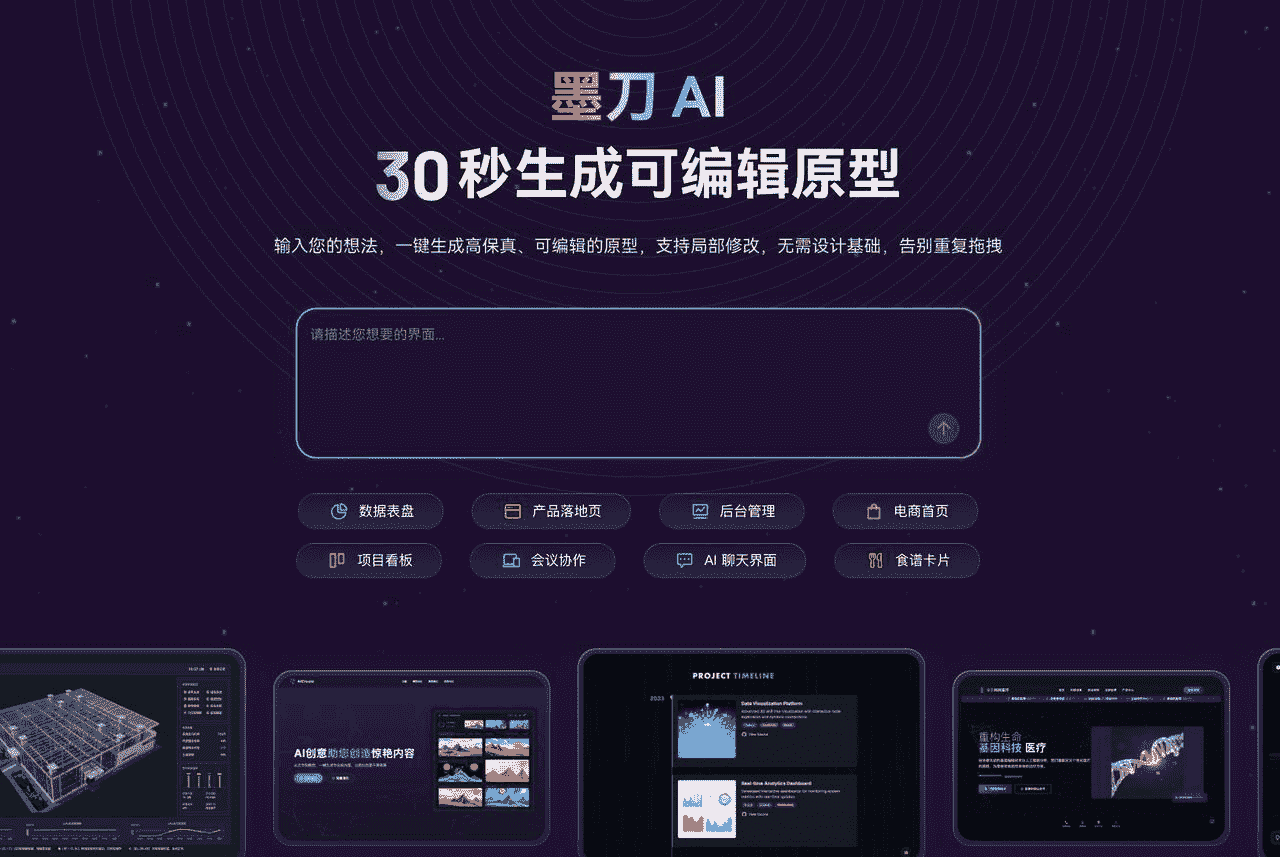 墨刀 AI
30 秒生成可编辑原型
输入您的想法，一键生成高保真、可编辑的原型，支持局部修改，无需设计基础，告别重复拖拽
请描述您想要的界面...
数据表盘
产品落地页
后台管理
电商首页
项目看板
会议协作
AI 聊天界面
食谱卡片
AI创意助您创造惊艳内容
PROJECT TIMELINE
2023
Data Visualization Platform
Real-time Analytics Dashboard
重构生命
基因科技 医疗